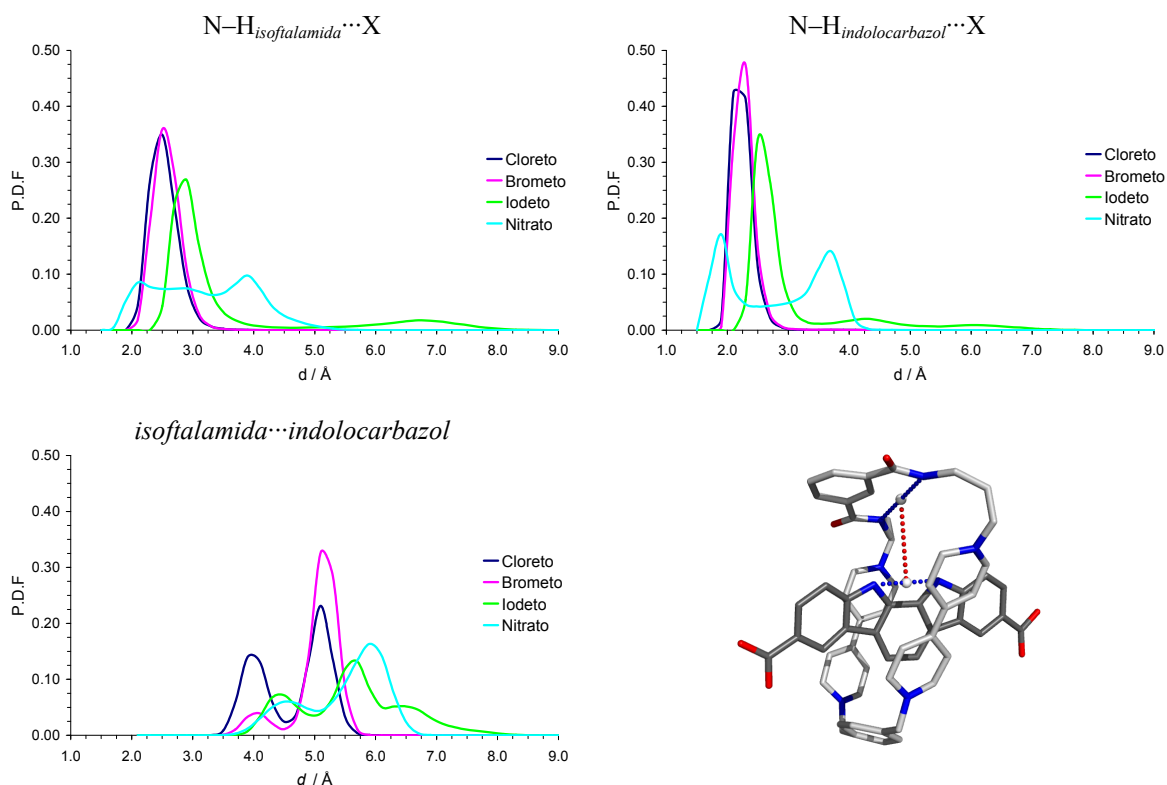 N–Hisoftalamida···X
0.50
0.40
0.30
0.20
0.10
0.00
P.D.F
1.0 2.0 3.0 4.0 5.0 6.0 7.0 8.0 9.0
d / Å
Cloreto
Brometo
Iodeto
Nitrato
N–Hindolocarbazol···X
0.50
0.40
0.30
0.20
0.10
0.00
P.D.F
1.0 2.0 3.0 4.0 5.0 6.0 7.0 8.0 9.0
d / Å
Cloreto
Brometo
Iodeto
Nitrato
isoftalamida···indolocarbazol
0.50
0.40
0.30
0.20
0.10
0.00
P.D.F
1.0 2.0 3.0 4.0 5.0 6.0 7.0 8.0 9.0
d / Å
Cloreto
Brometo
Iodeto
Nitrato